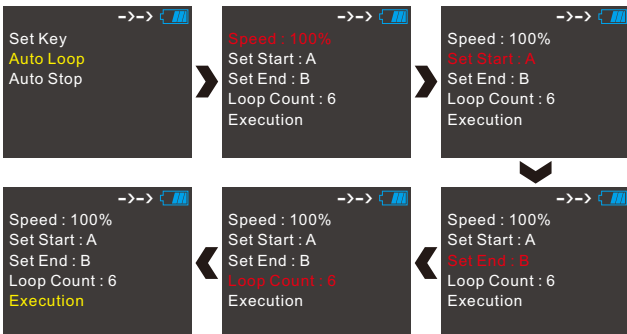 ->->
Set Key
Auto Loop
Auto Stop
->->
Speed : 100%
Set Start : A
Set End : B
Loop Count : 6
Execution
->->
Speed : 100%
Set Start : A
Set End : B
Loop Count : 6
Execution
->->
Speed : 100%
Set Start : A
Set End : B
Loop Count : 6
Execution
->->
Speed : 100%
Set Start : A
Set End : B
Loop Count : 6
Execution
->->
Speed : 100%
Set Start : A
Set End : B
Loop Count : 6
Execution